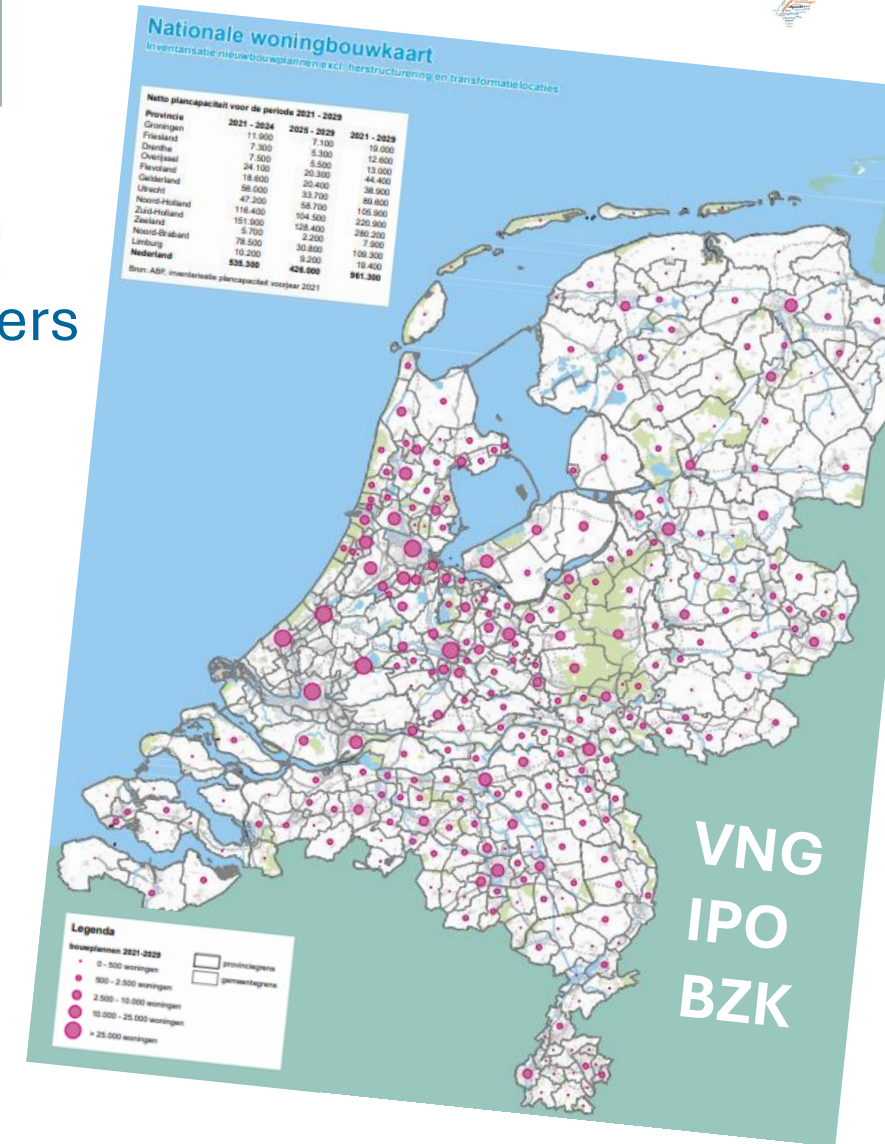 Nationale woningbouwkaart
Inventarisatie nieuwbouwplannen excl. herstructurering en transformatielocaties
Netto plancapaciteit voor de periode 2021 - 2029
Provincie 2021 - 2024 2025 - 2029 2021 - 2029
Groningen 11.900 7.100 19.000
Friesland 7.300 5.300 12.600
Drenthe 7.500 5.500 13.000
Overijssel 24.100 20.300 44.400
Flevoland 18.600 20.400 38.900
Gelderland 56.000 33.700 89.600
Utrecht 47.200 58.700 105.900
Noord-Holland 116.400 104.500 220.900
Zuid-Holland 151.900 128.400 280.200
Zeeland 5.700 2.200 7.900
Noord-Brabant 78.500 30.800 109.300
Limburg 10.200 9.200 19.400
Nederland 535.300 426.000 961.300
Bron: ABF, inventarisatie plancapaciteit voorjaar 2021
ers
VNG
IPO
BZK
Legenda
bouwplannen 2021-2029
0 - 500 woningen
500 - 2.500 woningen
2.500 - 10.000 woningen
10.000 - 25.000 woningen
> 25.000 woningen
provinciegrens
gemeentegrens